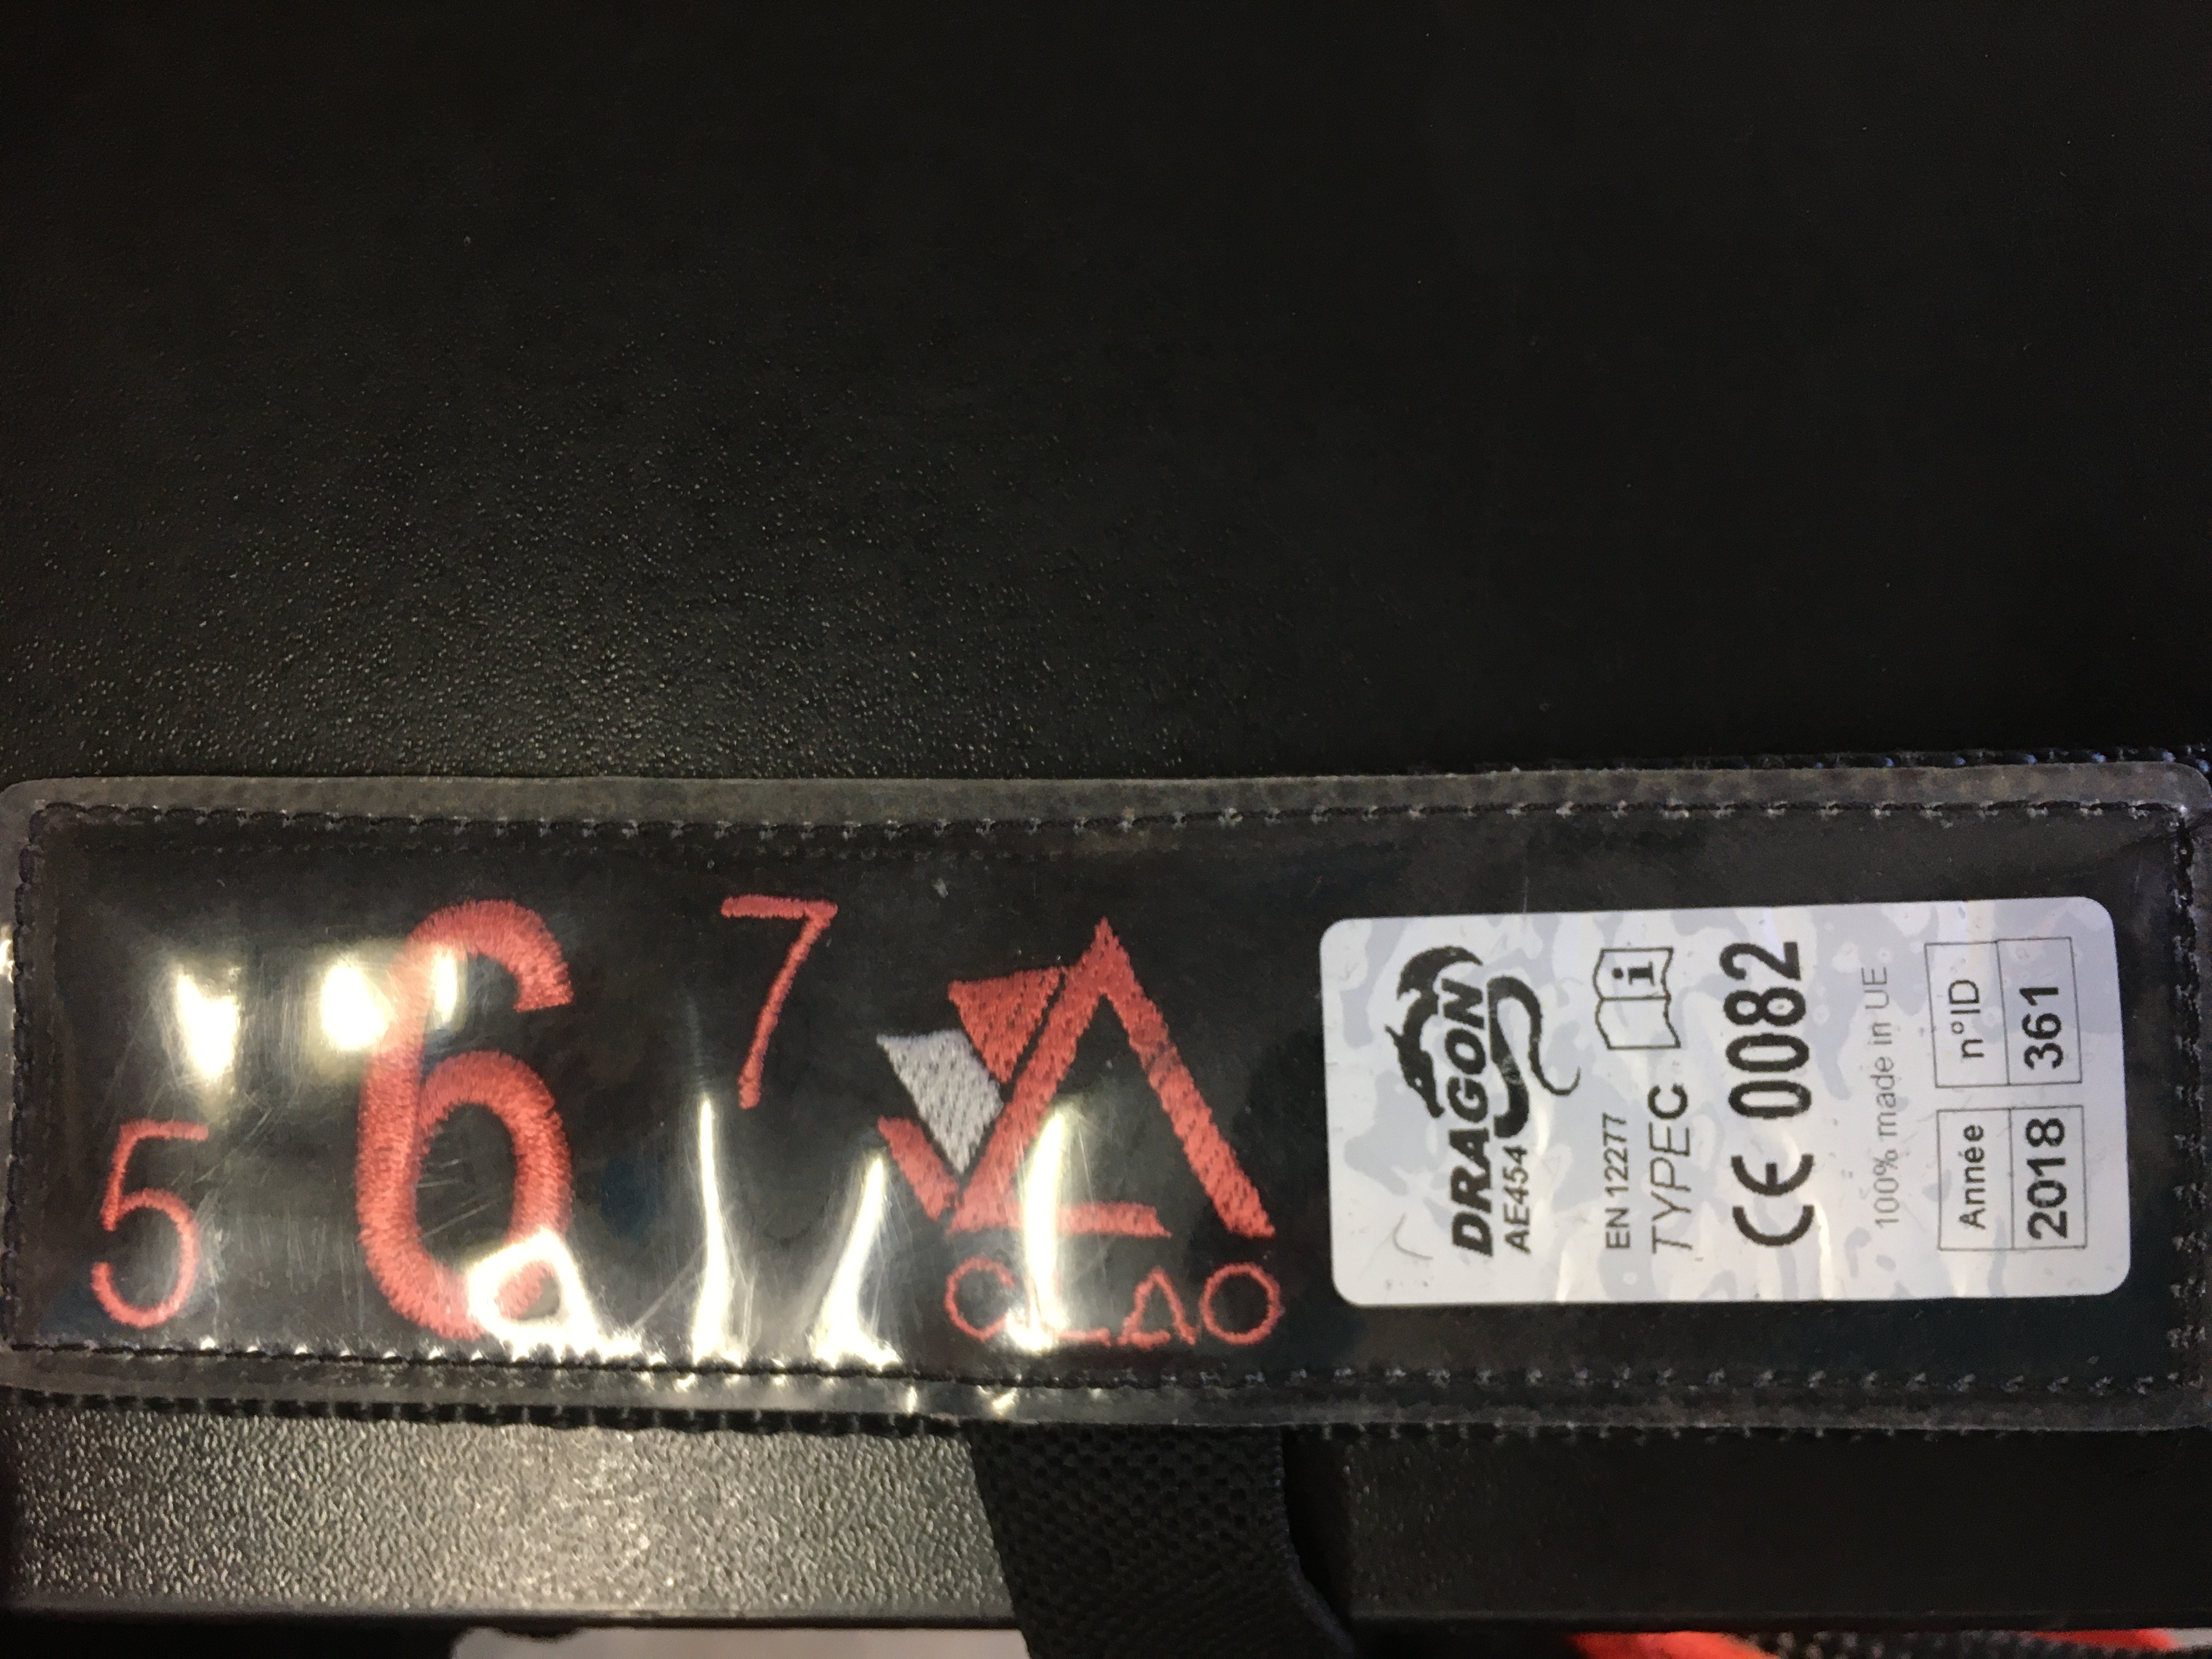 5 6 7
CLAO
DRAGON
AE454
EN 12277
TYPE C
i
CE 0082
100% made in UE
Année
2018
n°ID
361